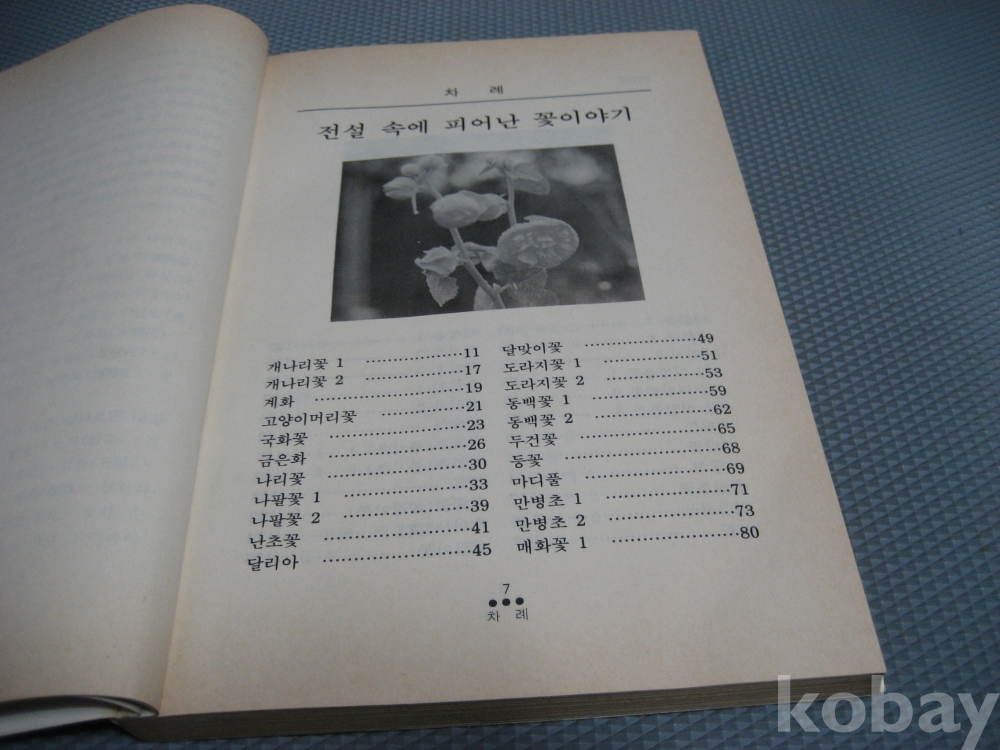 차 례
전설 속에 피어난 꽃이야기
개나리꽃 1 ··················11
개나리꽃 2 ··················17
계화 ··························19
고양이머리꽃 ···············21
국화꽃 ·······················23
금은화 ·······················26
나리꽃 ·······················30
나팔꽃 1 ····················33
나팔꽃 2 ····················39
난초꽃 ·······················41
달리아 ·······················45
달맞이꽃 ····················49
도라지꽃 1 ··················51
도라지꽃 2 ··················53
동백꽃 1 ····················59
동백꽃 2 ····················62
두건꽃 ·······················65
등꽃 ··························68
마디풀 ·······················69
만병초 1 ····················71
만병초 2 ····················73
매화꽃 1 ····················80
7
차 례
kobay